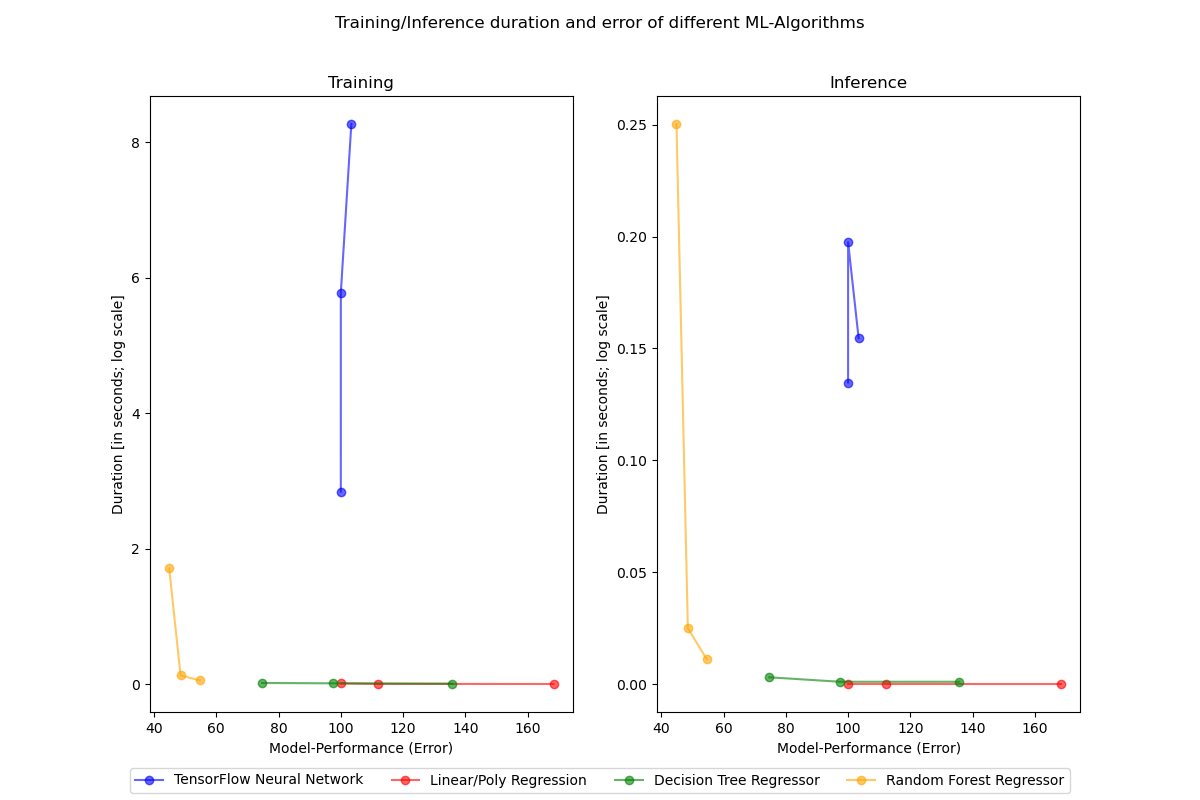 Training/Inference duration and error of different ML-Algorithms
Training
Duration [in seconds; log scale]
8
6
4
2
0
40 60 80 100 120 140 160
Model-Performance (Error)
Inference
Duration [in seconds; log scale]
0.25
0.20
0.15
0.10
0.05
0.00
40 60 80 100 120 140 160
Model-Performance (Error)
TensorFlow Neural Network Linear/Poly Regression Decision Tree Regressor Random Forest Regressor